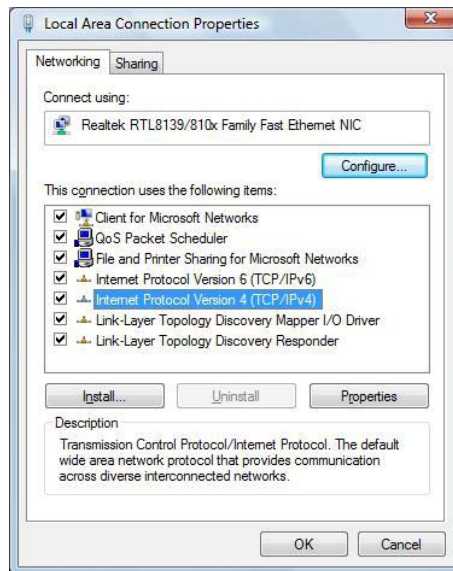 Local Area Connection Properties
Networking
Sharing
Connect using:
Realtek RTL8139/810x Family Fast Ethernet NIC
Configure...
This connection uses the following items:
Client for Microsoft Networks
QoS Packet Scheduler
File and Printer Sharing for Microsoft Networks
Internet Protocol Version 6 (TCP/IPv6)
Internet Protocol Version 4 (TCP/IPv4)
Link-Layer Topology Discovery Mapper I/O Driver
Link-Layer Topology Discovery Responder
Install...
Uninstall
Properties
Description
Transmission Control Protocol/Internet Protocol. The default
wide area network protocol that provides communication
across diverse interconnected networks.
OK
Cancel